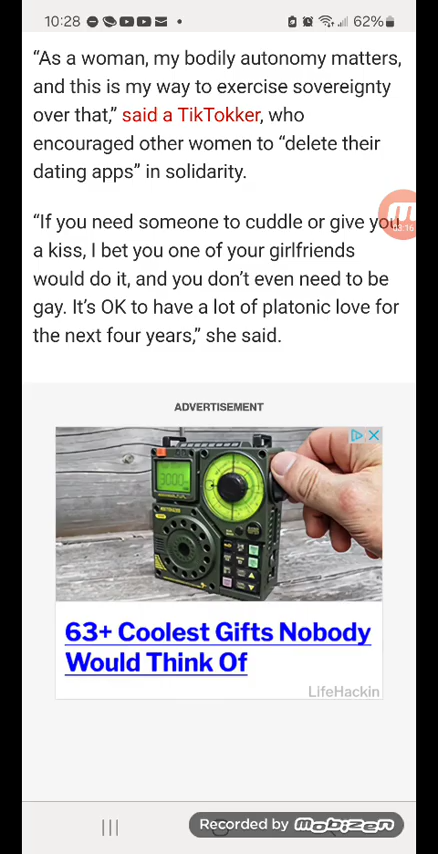 10:28
62%
“As a woman, my bodily autonomy matters,
and this is my way to exercise sovereignty
over that,” said a TikTokker, who
encouraged other women to “delete their
dating apps” in solidarity.
“If you need someone to cuddle or give you
03:16
a kiss, I bet you one of your girlfriends
would do it, and you don’t even need to be
gay. It’s OK to have a lot of platonic love for
the next four years,” she said.
ADVERTISEMENT
63+ Coolest Gifts Nobody
Would Think Of
LifeHackin
Recorded by mobizen